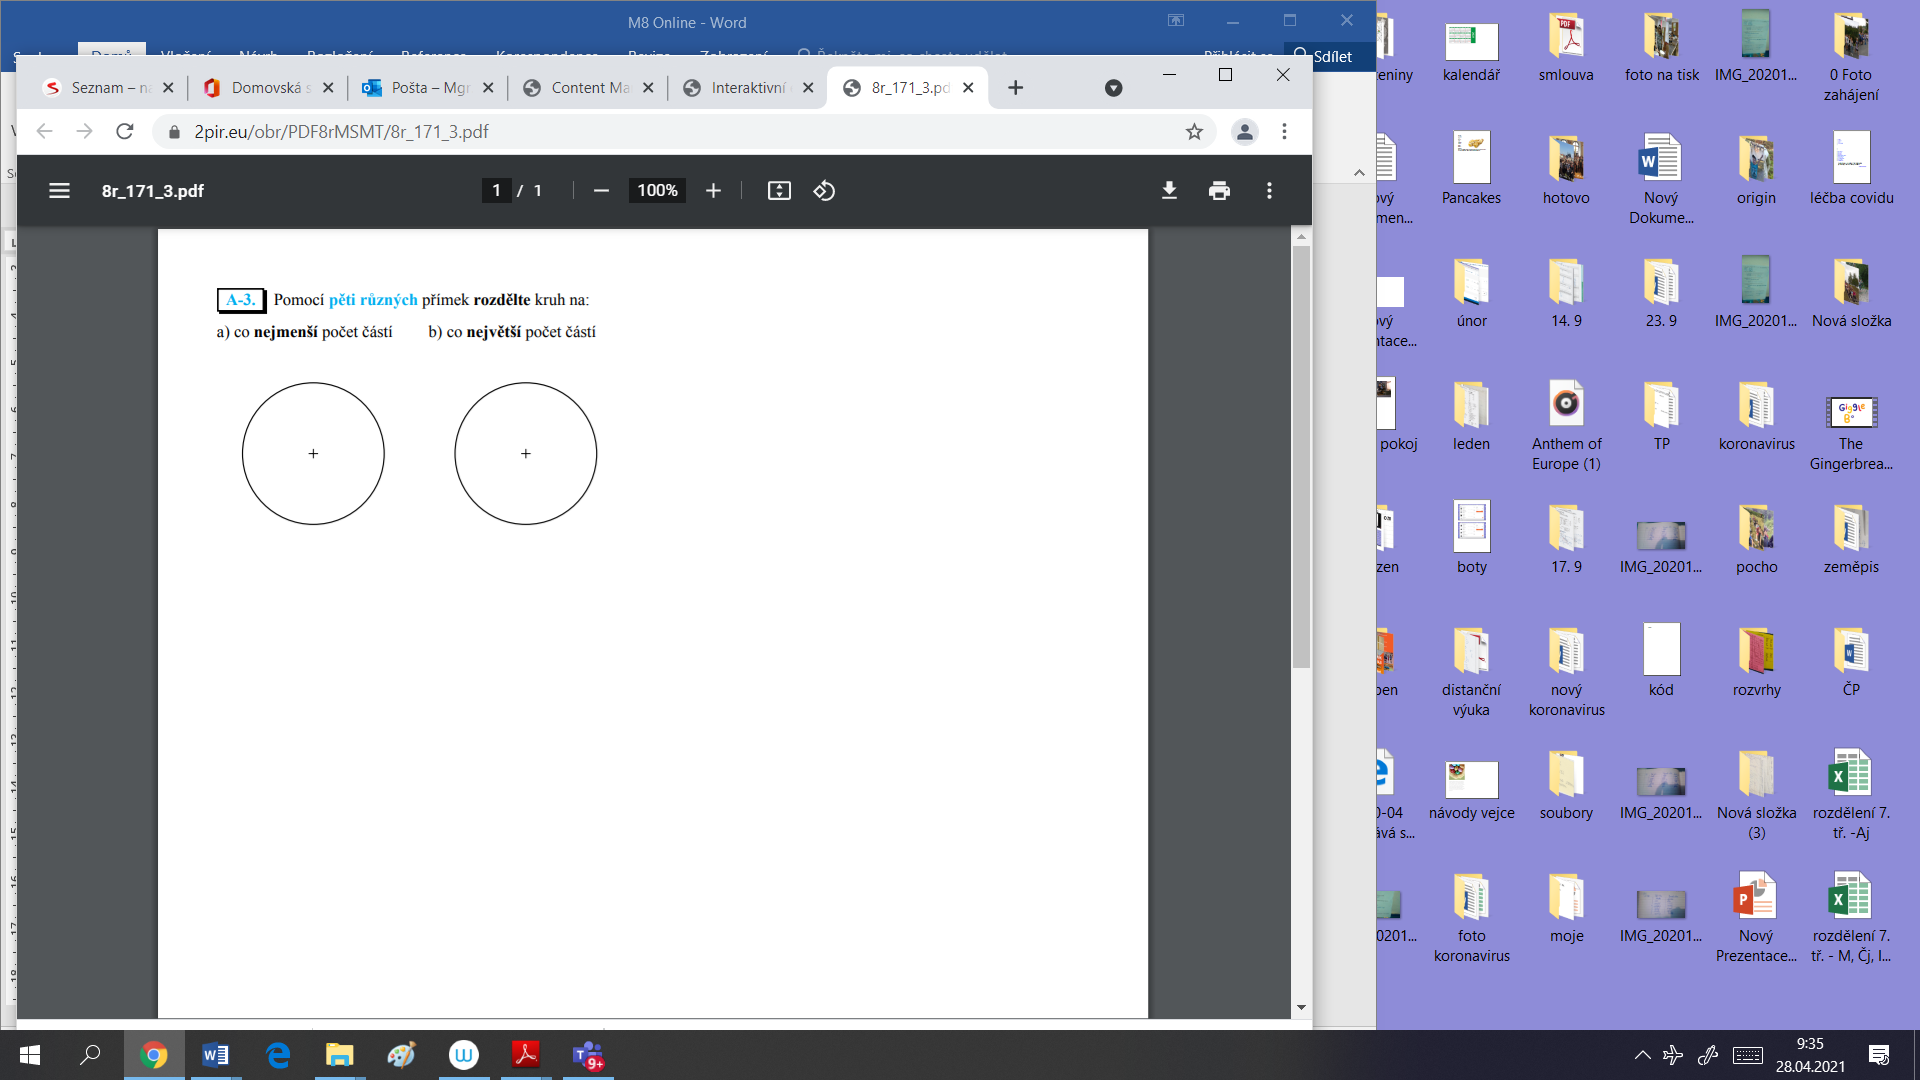 M8 Online - Word
Přihlásit se
Sdílet
Seznam – n
Domovská s
Pošta – Mgr
Content Ma
Interaktivní
8r_171_3.pd
2pir.eu/obr/PDF8rMSMT/8r_171_3.pdf
8r_171_3.pdf
1 / 1
100%
A-3. Pomocí pěti různých přímek rozdělte kruh na:
a) co nejmenší počet částí b) co největší počet částí
kalendář
smlouva
foto na tisk
IMG_20201...
0 Foto
zahájení
Pancakes
hotovo
Nový
Dokume...
origin
léčba covidu
únor
14. 9
23. 9
IMG_20201...
Nová složka
pokoj
leden
Anthem of
Europe (1)
TP
koronavirus
The
Gingerbrea...
boty
17. 9
IMG_20201...
pocho
zeměpis
distanční
výuka
nový
koronavirus
kód
rozvrhy
ČP
návody vejce
soubory
IMG_20201...
Nová složka
(3)
rozdělení 7.
tř. -Aj
foto
koronavirus
moje
IMG_20201...
Nový
Prezentace...
rozdělení 7.
tř. - M, Čj, I...
9+
9:35
28.04.2021